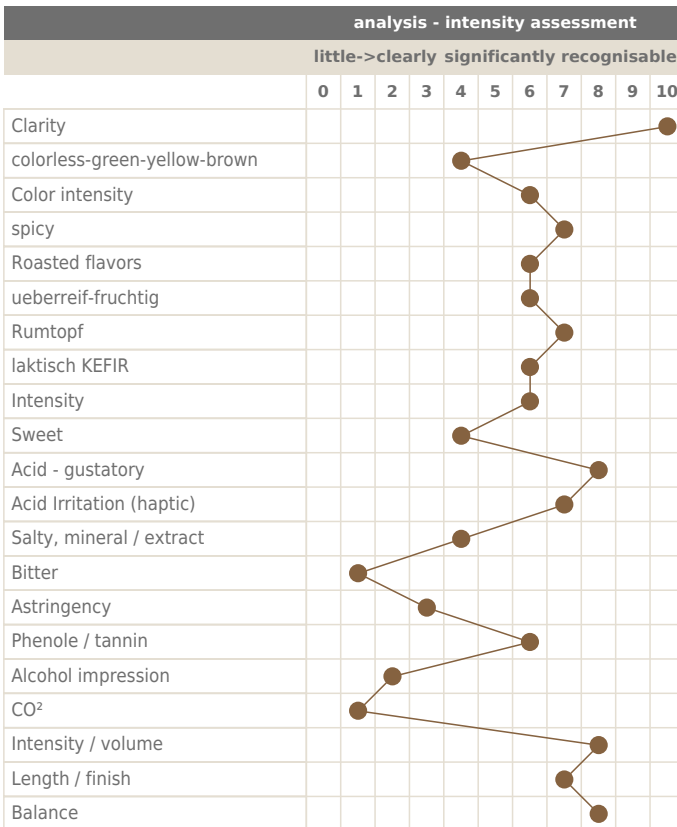 analysis - intensity assessment
little->clearly significantly recognisable
0 1 2 3 4 5 6 7 8 9 10
Clarity
colorless-green-yellow-brown
Color intensity
spicy
Roasted flavors
ueberreif-fruchtig
Rumtopf
laktisch KEFIR
Intensity
Sweet
Acid - gustatory
Acid Irritation (haptic)
Salty, mineral / extract
Bitter
Astringency
Phenole / tannin
Alcohol impression
CO²
Intensity / volume
Length / finish
Balance